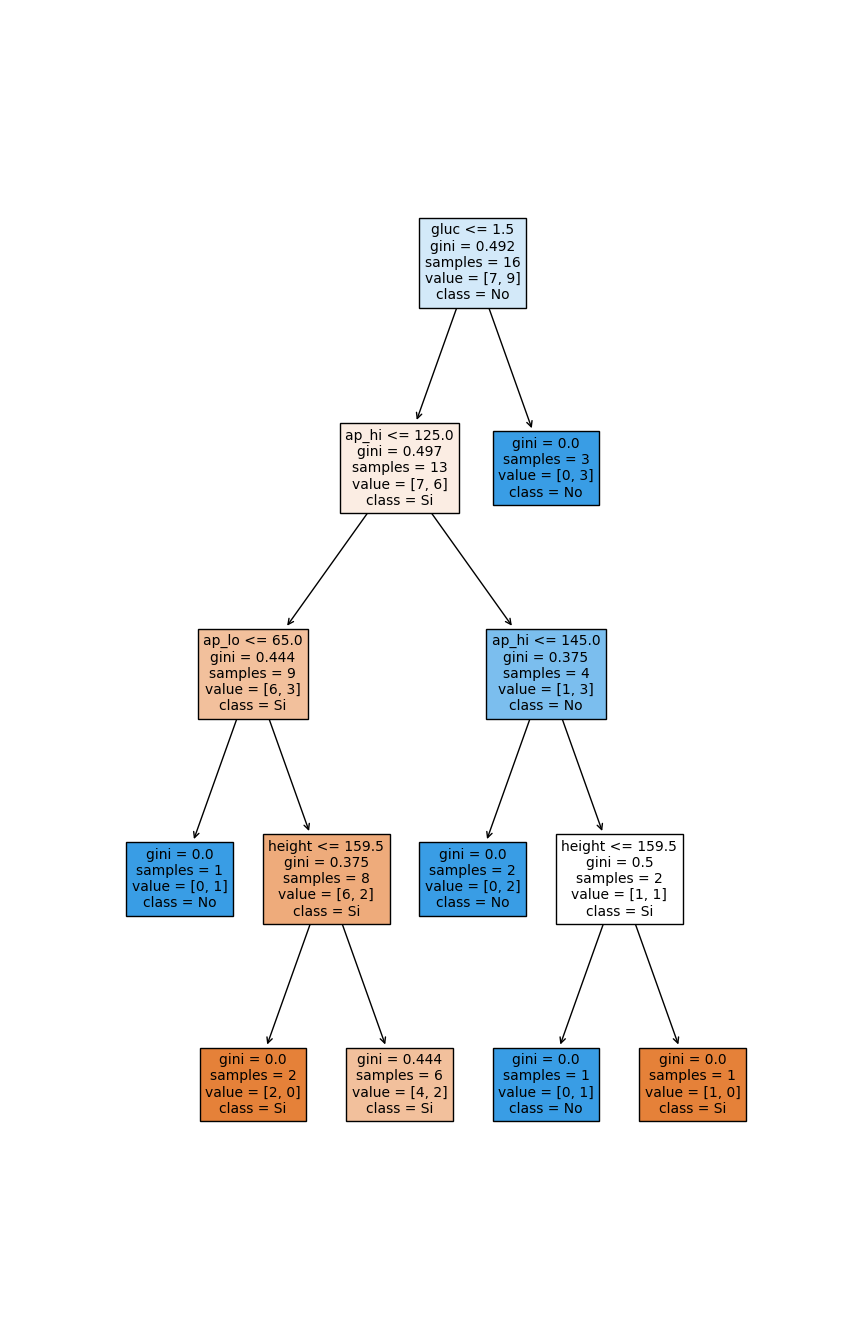 gluc <= 1.5
gini = 0.492
samples = 16
value = [7, 9]
class = No
ap_hi <= 125.0
gini = 0.497
samples = 13
value = [7, 6]
class = Si
gini = 0.0
samples = 3
value = [0, 3]
class = No
ap_lo <= 65.0
gini = 0.444
samples = 9
value = [6, 3]
class = Si
ap_hi <= 145.0
gini = 0.375
samples = 4
value = [1, 3]
class = No
gini = 0.0
samples = 1
value = [0, 1]
class = No
height <= 159.5
gini = 0.375
samples = 8
value = [6, 2]
class = Si
gini = 0.0
samples = 2
value = [0, 2]
class = No
height <= 159.5
gini = 0.5
samples = 2
value = [1, 1]
class = Si
gini = 0.0
samples = 2
value = [2, 0]
class = Si
gini = 0.444
samples = 6
value = [4, 2]
class = Si
gini = 0.0
samples = 1
value = [0, 1]
class = No
gini = 0.0
samples = 1
value = [1, 0]
class = Si